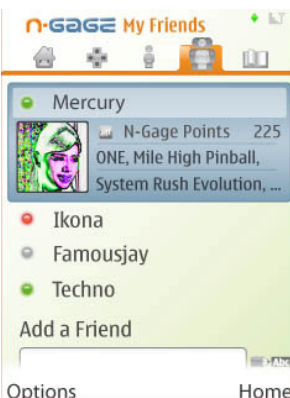 n·gage My Friends
Mercury
N-Gage Points 225
ONE, Mile High Pinball,
System Rush Evolution, ...
Ikona
Famousjay
Techno
Add a Friend
Abc
Options Home